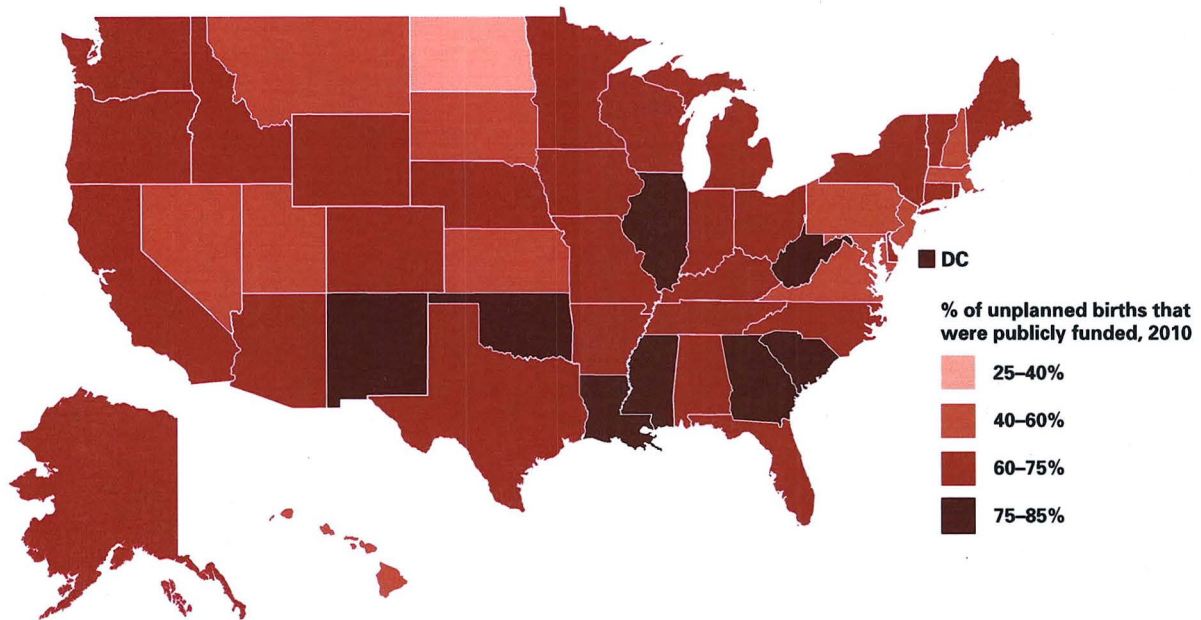 DC
% of unplanned births that
were publicly funded, 2010
25–40%
40–60%
60–75%
75–85%